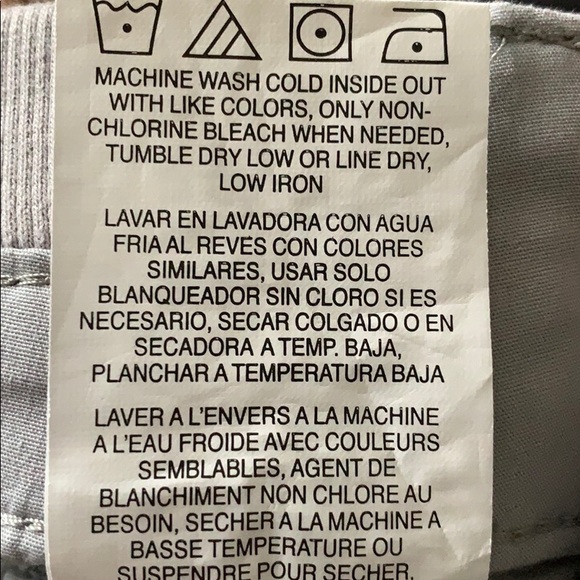 MACHINE WASH COLD INSIDE OUT
WITH LIKE COLORS, ONLY NON-
CHLORINE BLEACH WHEN NEEDED,
TUMBLE DRY LOW OR LINE DRY,
LOW IRON
LAVAR EN LAVADORA CON AGUA
FRIA AL REVES CON COLORES
SIMILARES, USAR SOLO
BLANQUEADOR SIN CLORO SI ES
NECESARIO, SECAR COLGADO O EN
SECADORA A TEMP. BAJA,
PLANCHAR A TEMPERATURA BAJA
LAVER A L'ENVERS A LA MACHINE
A L'EAU FROIDE AVEC COULEURS
SEMBLABLES, AGENT DE
BLANCHIMENT NON CHLORE AU
BESOIN, SECHER A LA MACHINE A
BASSE TEMPERATURE OU
SUSPENDRE POUR SECHER,